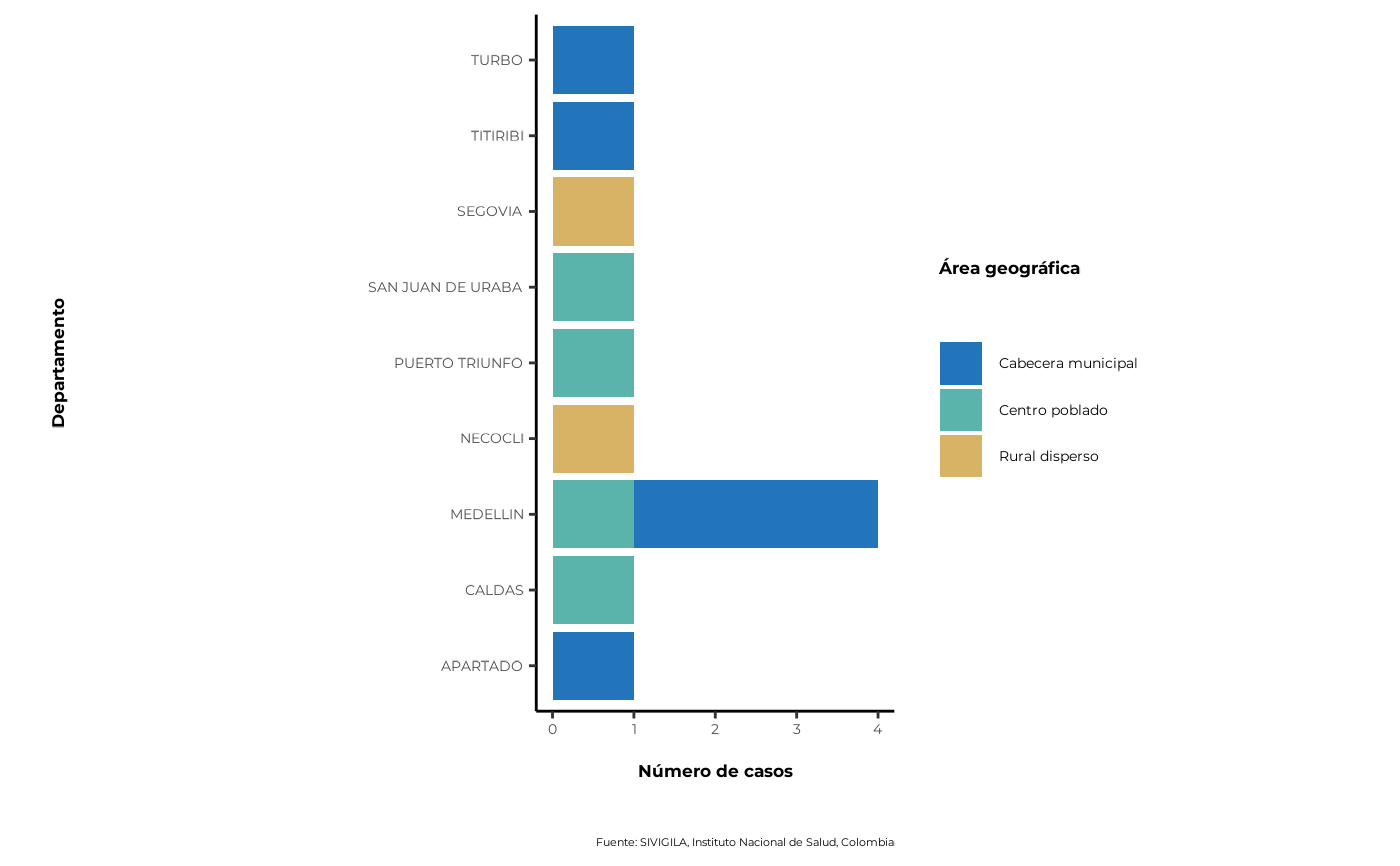 Departamento
TURBO
TITIRIBI
SEGOVIA
SAN JUAN DE URABA
PUERTO TRIUNFO
NECOCLI
MEDELLIN
CALDAS
APARTADO
0 1 2 3 4
Número de casos
Área geográfica
Cabecera municipal
Centro poblado
Rural disperso
Fuente: SIVIGILA, Instituto Nacional de Salud, Colombia